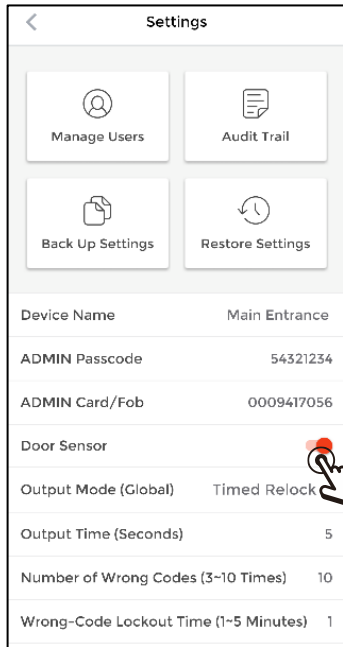 Settings
Manage Users
Audit Trail
Back Up Settings
Restore Settings
Device Name Main Entrance
ADMIN Passcode 54321234
ADMIN Card/Fob 0009417056
Door Sensor
Output Mode (Global) Timed Relock
Output Time (Seconds) 5
Number of Wrong Codes (3~10 Times) 10
Wrong-Code Lockout Time (1~5 Minutes) 1